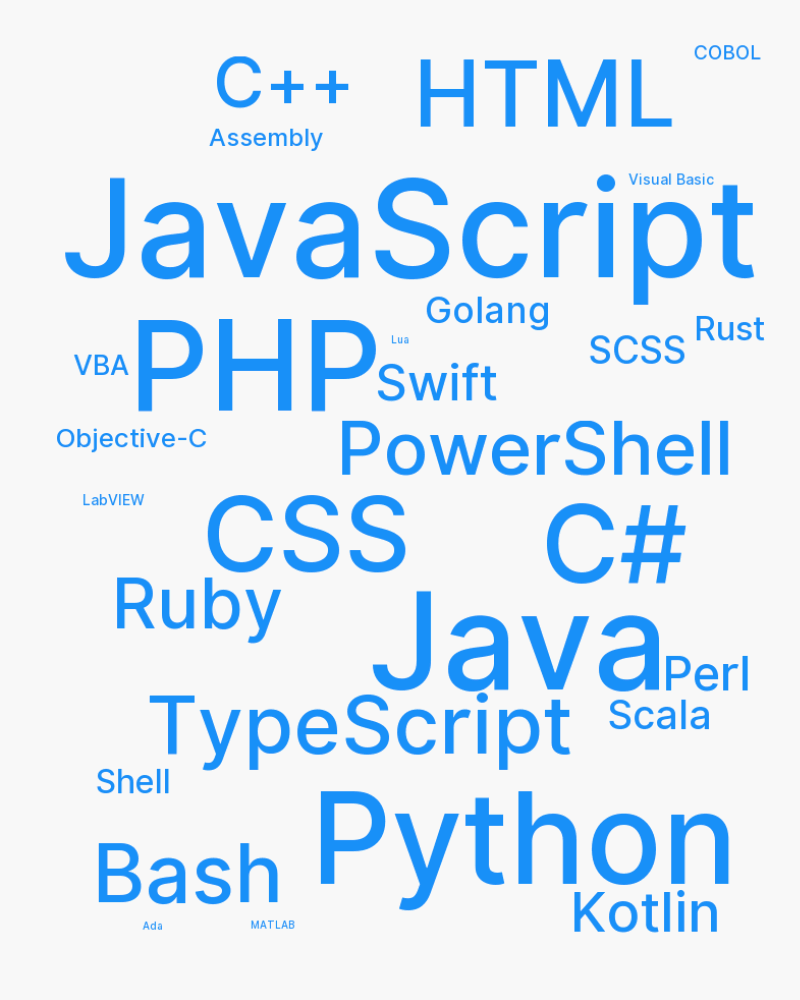 COBOL
C++
HTML
Assembly
Visual Basic
JavaScript
Golang
Rust
Lua
SCSS
VBA
PHP
Swift
Objective-C
PowerShell
LabVIEW
CSS
C#
Ruby
Java
Perl
Scala
TypeScript
Shell
Python
Bash
Kotlin
Ada
MATLAB